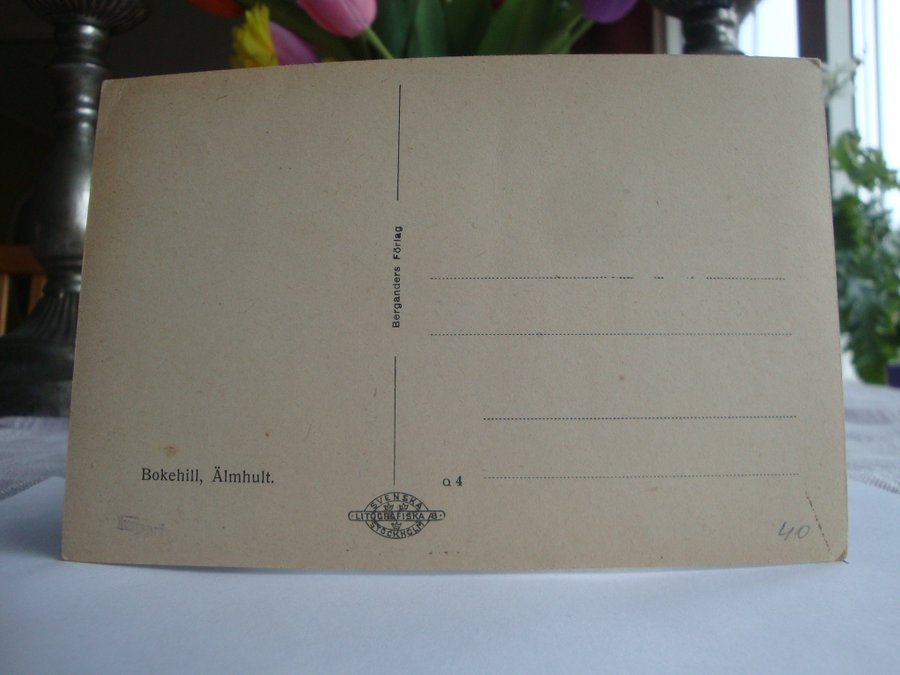 Berganders Förlag
Bokehill, Älmhult.
Q 4
SVENSKA
LITOGRAFISKA AB.
STOCKHOLM
40